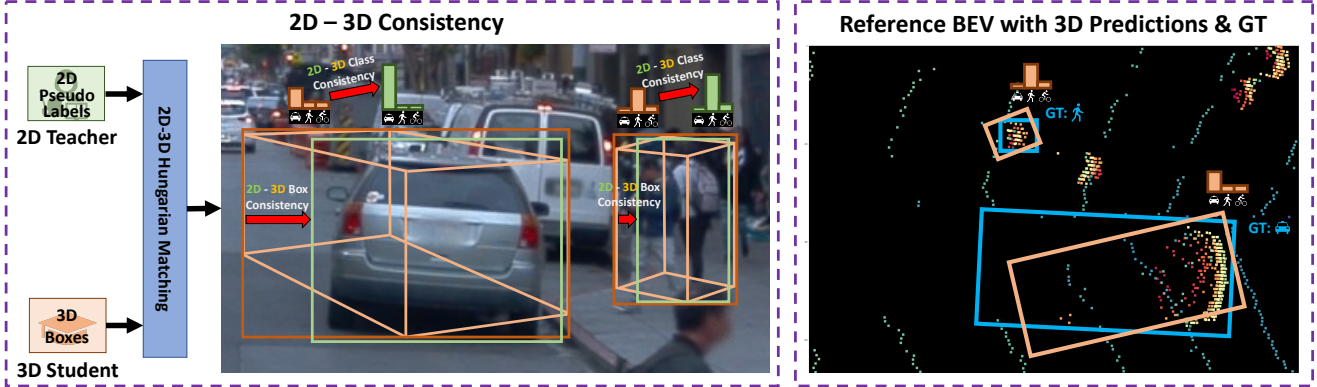 2D – 3D Consistency
2D
Pseudo
Labels
2D Teacher
2D-3D Hungarian Matching
3D
Boxes
3D Student
2D - 3D Class
Consistency
2D - 3D Class
Consistency
2D - 3D Box
Consistency
2D - 3D Box
Consistency
Reference BEV with 3D Predictions & GT
GT:
GT: